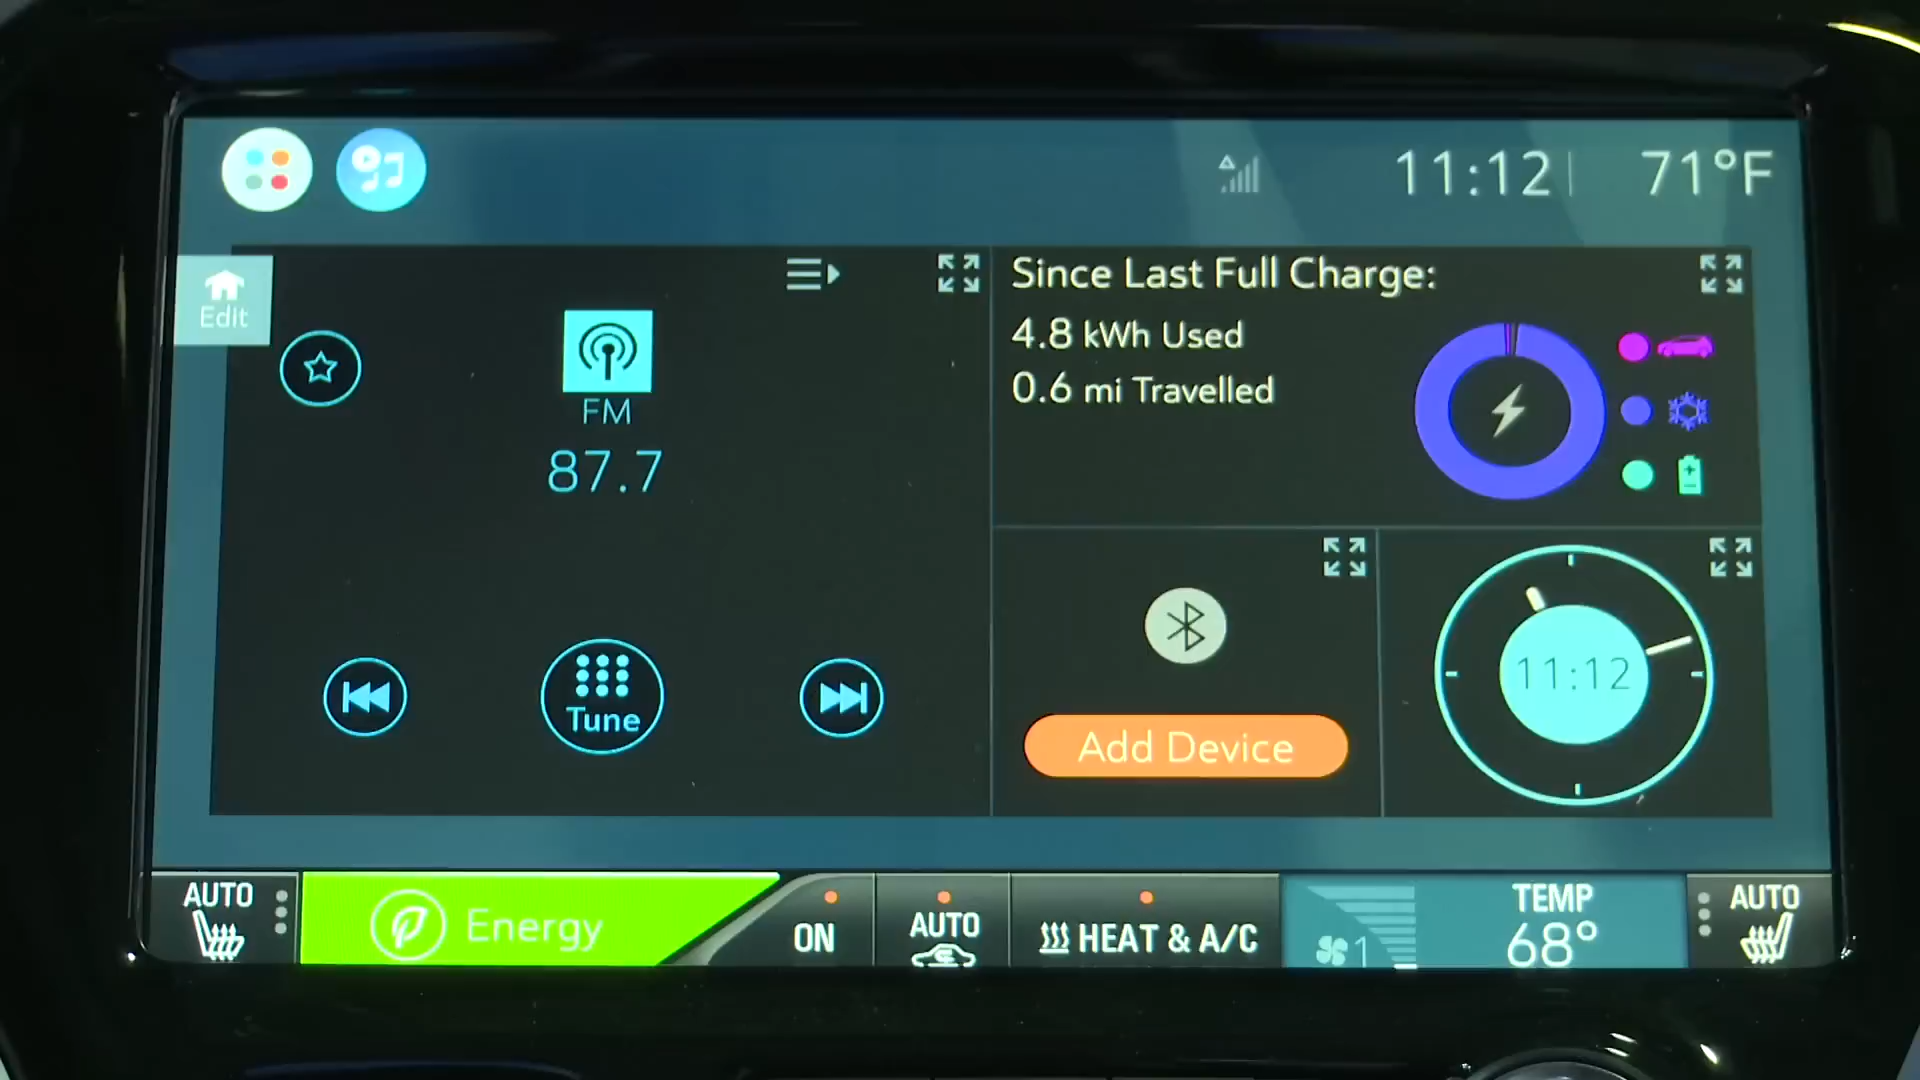 11:12
71°F
Edit
FM
87.7
Tune
Since Last Full Charge:
4.8 kWh Used
0.6 mi Travelled
Add Device
11:12
AUTO
Energy
ON
AUTO
HEAT & A/C
1
TEMP
68°
AUTO